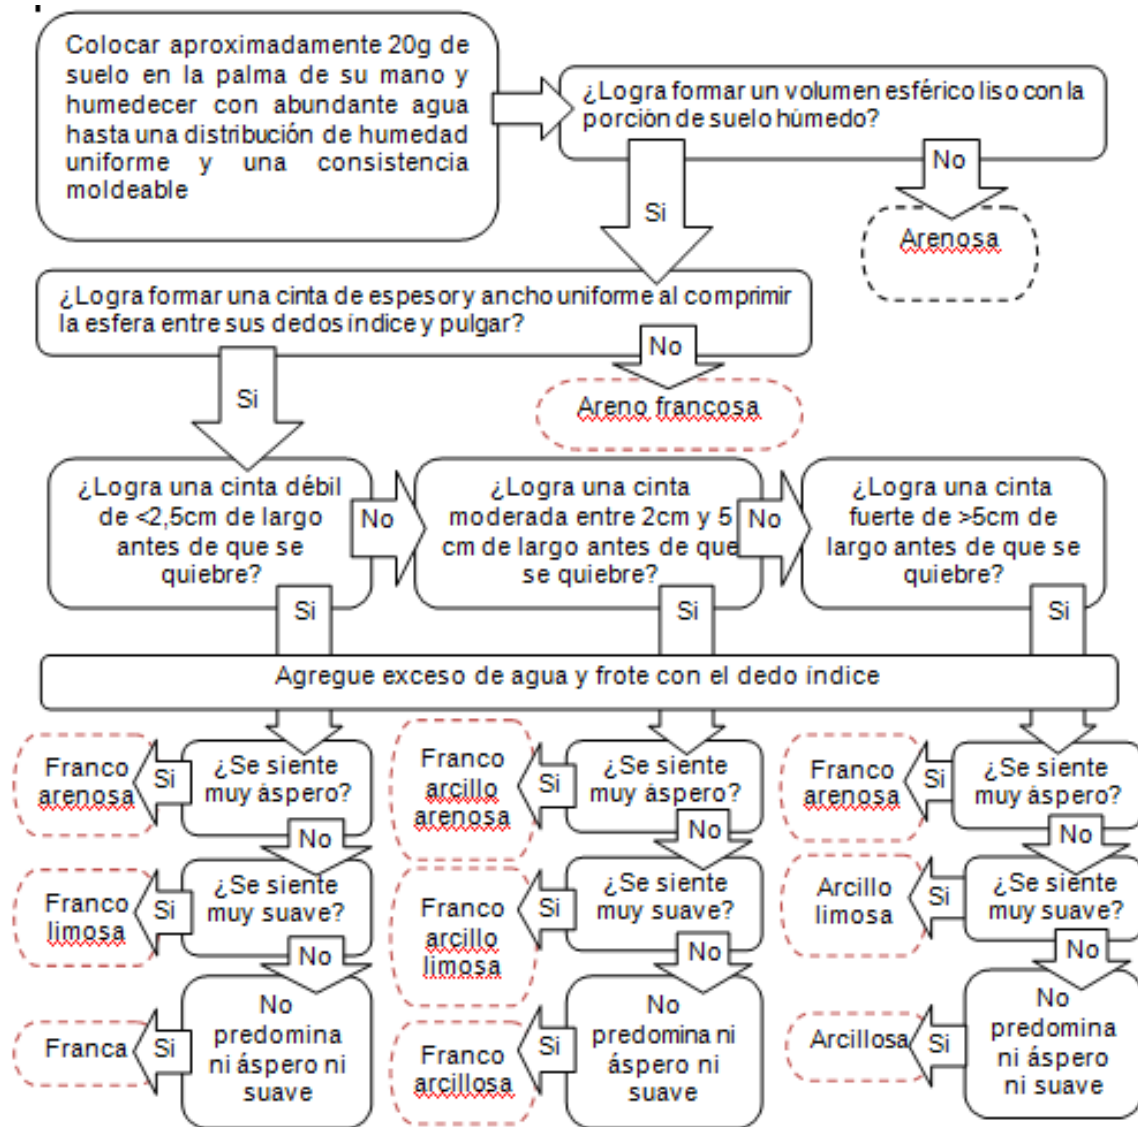 Colocar aproximadamente 20g de
suelo en la palma de su mano y
humedecer con abundante agua
hasta una distribución de humedad
uniforme y una consistencia
moldeable
¿Logra formar un volumen esférico liso con la
porción de suelo húmedo?
No
Si
Arenosa
¿Logra formar una cinta de espesor y ancho uniforme al comprimir
la esfera entre sus dedos índice y pulgar?
No
Si
Areno francosa
¿Logra una cinta débil
de <2,5cm de largo
antes de que se
quiebre?
No
¿Logra una cinta
moderada entre 2cm y 5
cm de largo antes de que
se quiebre?
No
¿Logra una cinta
fuerte de >5cm de
largo antes de que se
quiebre?
Si
Si
Si
Agregue exceso de agua y frote con el dedo índice
Franco
arenosa
Si
¿Se siente
muy áspero?
No
Franco
limosa
Si
¿Se siente
muy suave?
No
Franca
Si
No
predomina
ni áspero ni
suave
Franco
arcillo
arenosa
Si
¿Se siente
muy áspero?
No
Franco
arcillo
limosa
Si
¿Se siente
muy suave?
No
Franco
arcillosa
Si
No
predomina ni
áspero ni
suave
Franco
arenosa
Si
¿Se siente
muy áspero?
No
Arcillo
limosa
Si
¿Se siente
muy suave?
No
Arcillosa
Si
No
predomina
ni áspero
ni suave